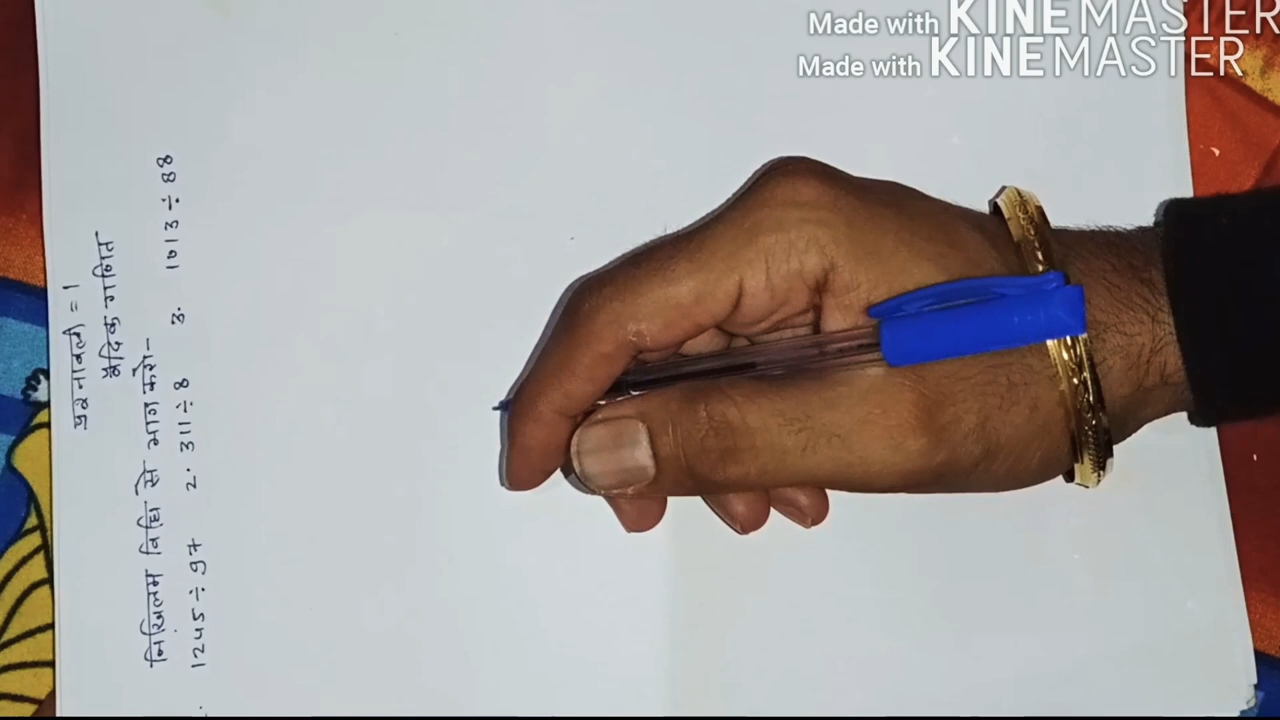 Made with KINEMASTER
Made with KINEMASTER
प्रश्नावली = 1
वैदिक गणित
निखिलम विधि से भाग करो-
1245 ÷ 97 2. 311 ÷ 8 3. 1013 ÷ 88